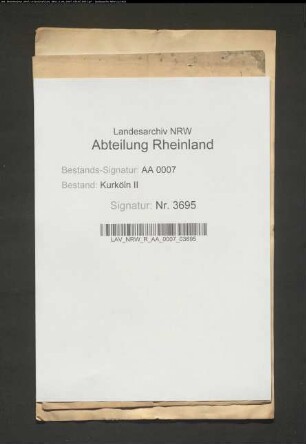 Landesarchiv NRW
Abteilung Rheinland
Bestands-Signatur: AA 0007
Bestand: Kurköln II
Signatur: Nr. 3695
LAV_NRW_R_AA_0007_03695